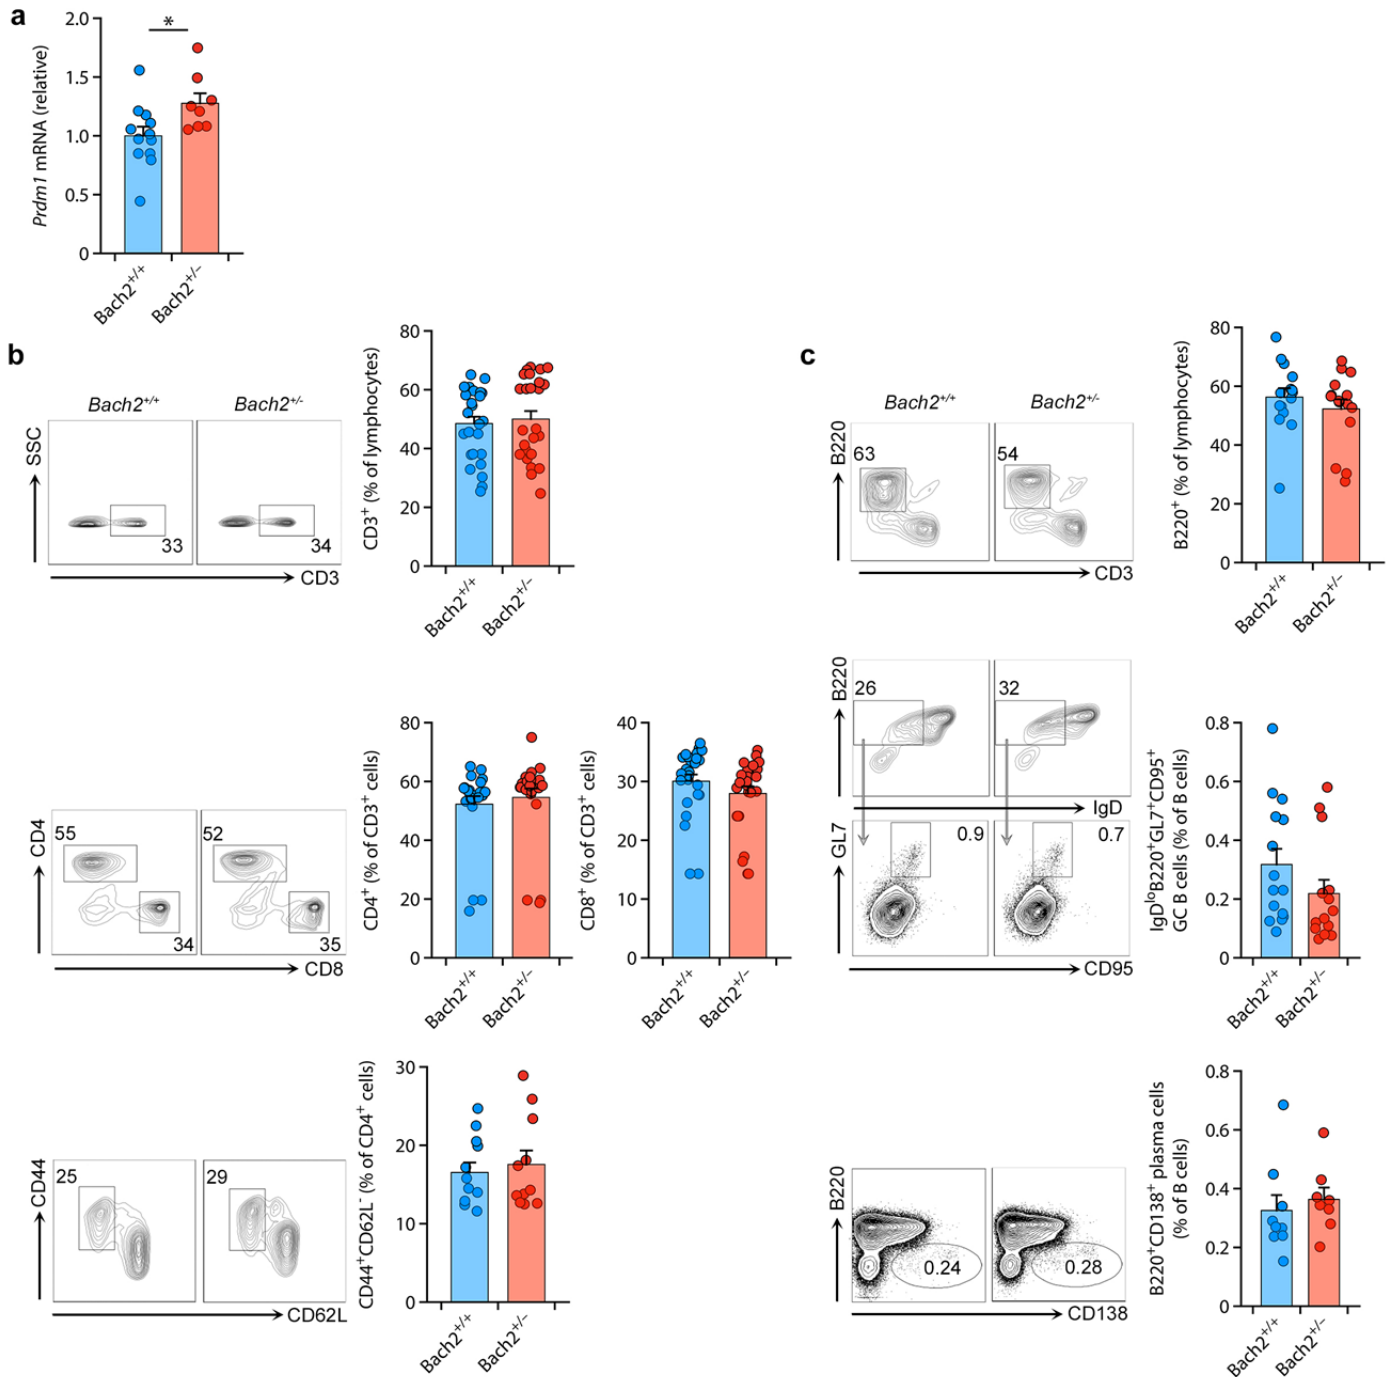 a
2.0
*
1.5
1.0
0.5
0
Prdm1 mRNA (relative)
Bach2+/+
Bach2+/−
b
Bach2+/+
Bach2+/-
SSC
33
34
CD3
80
60
40
20
0
CD3+ (% of lymphocytes)
Bach2+/+
Bach2+/−
CD4
55
52
34
35
CD8
80
60
40
20
0
CD4+ (% of CD3+ cells)
Bach2+/+
Bach2+/−
40
30
20
10
0
CD8+ (% of CD3+ cells)
Bach2+/+
Bach2+/−
CD44
25
29
CD62L
30
20
10
0
CD44+CD62L- (% of CD4+ cells)
Bach2+/+
Bach2+/−
c
Bach2+/+
Bach2+/-
B220
63
54
CD3
80
60
40
20
0
B220+ (% of lymphocytes)
Bach2+/+
Bach2+/−
B220
26
32
IgD
GL7
0.9
0.7
CD95
0.8
0.6
0.4
0.2
0
IgDloB220+GL7+CD95+
GC B cells (% of B cells)
Bach2+/+
Bach2+/−
B220
0.24
0.28
CD138
0.8
0.6
0.4
0.2
0
B220+CD138+ plasma cells
(% of B cells)
Bach2+/+
Bach2+/−